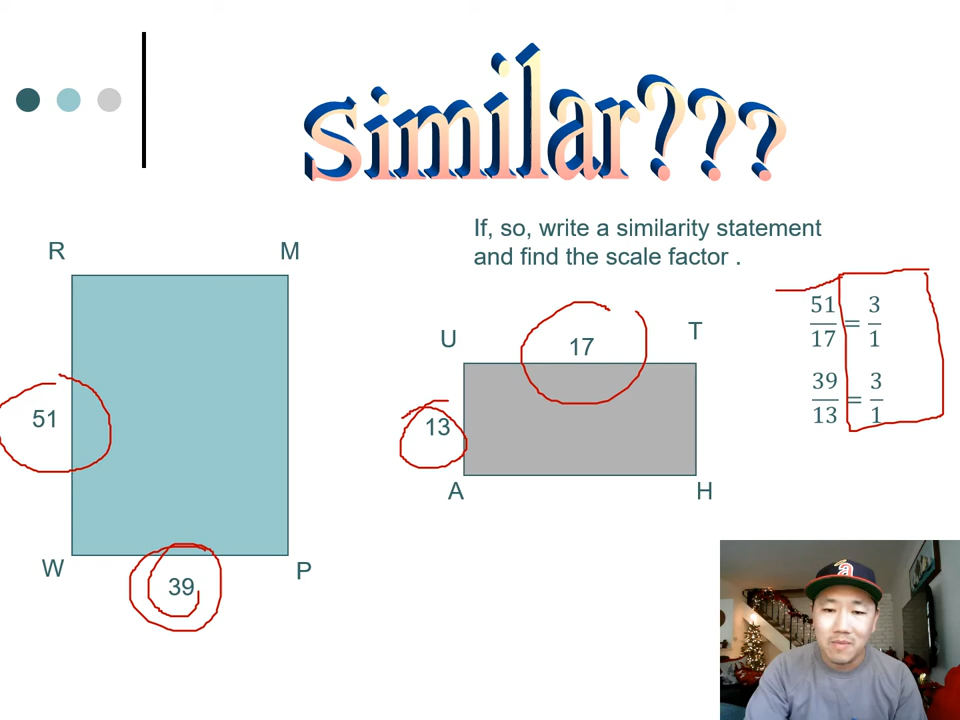 similar???
If, so, write a similarity statement
and find the scale factor .
R
M
51
W
P
39
U
T
17
13
A
H
51/17 = 3/1
39/13 = 3/1